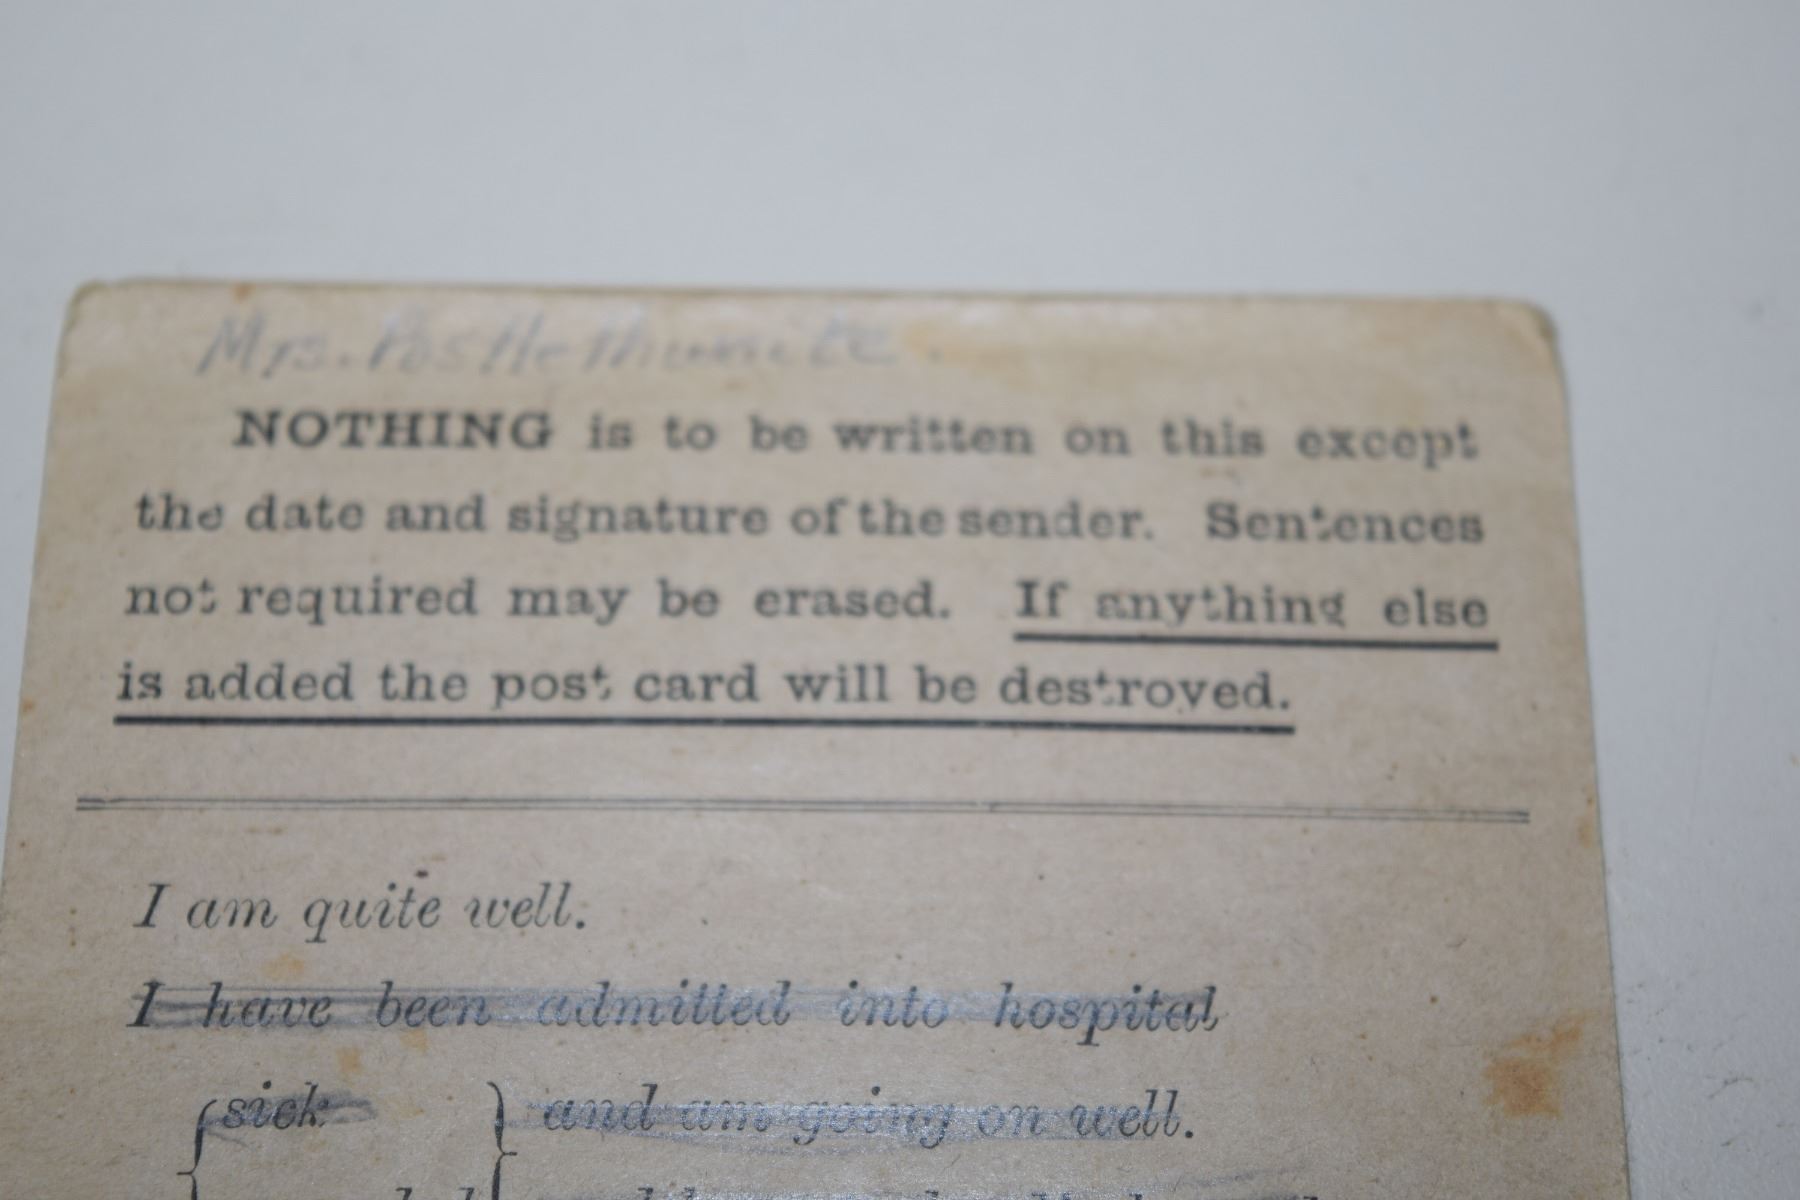 Mrs. Postlethwaite.
NOTHING is to be written on this except
the date and signature of the sender. Sentences
not required may be erased. If anything else
is added the post card will be destroyed.
I am quite well.
I have been admitted into hospital
sick
and am going on well.